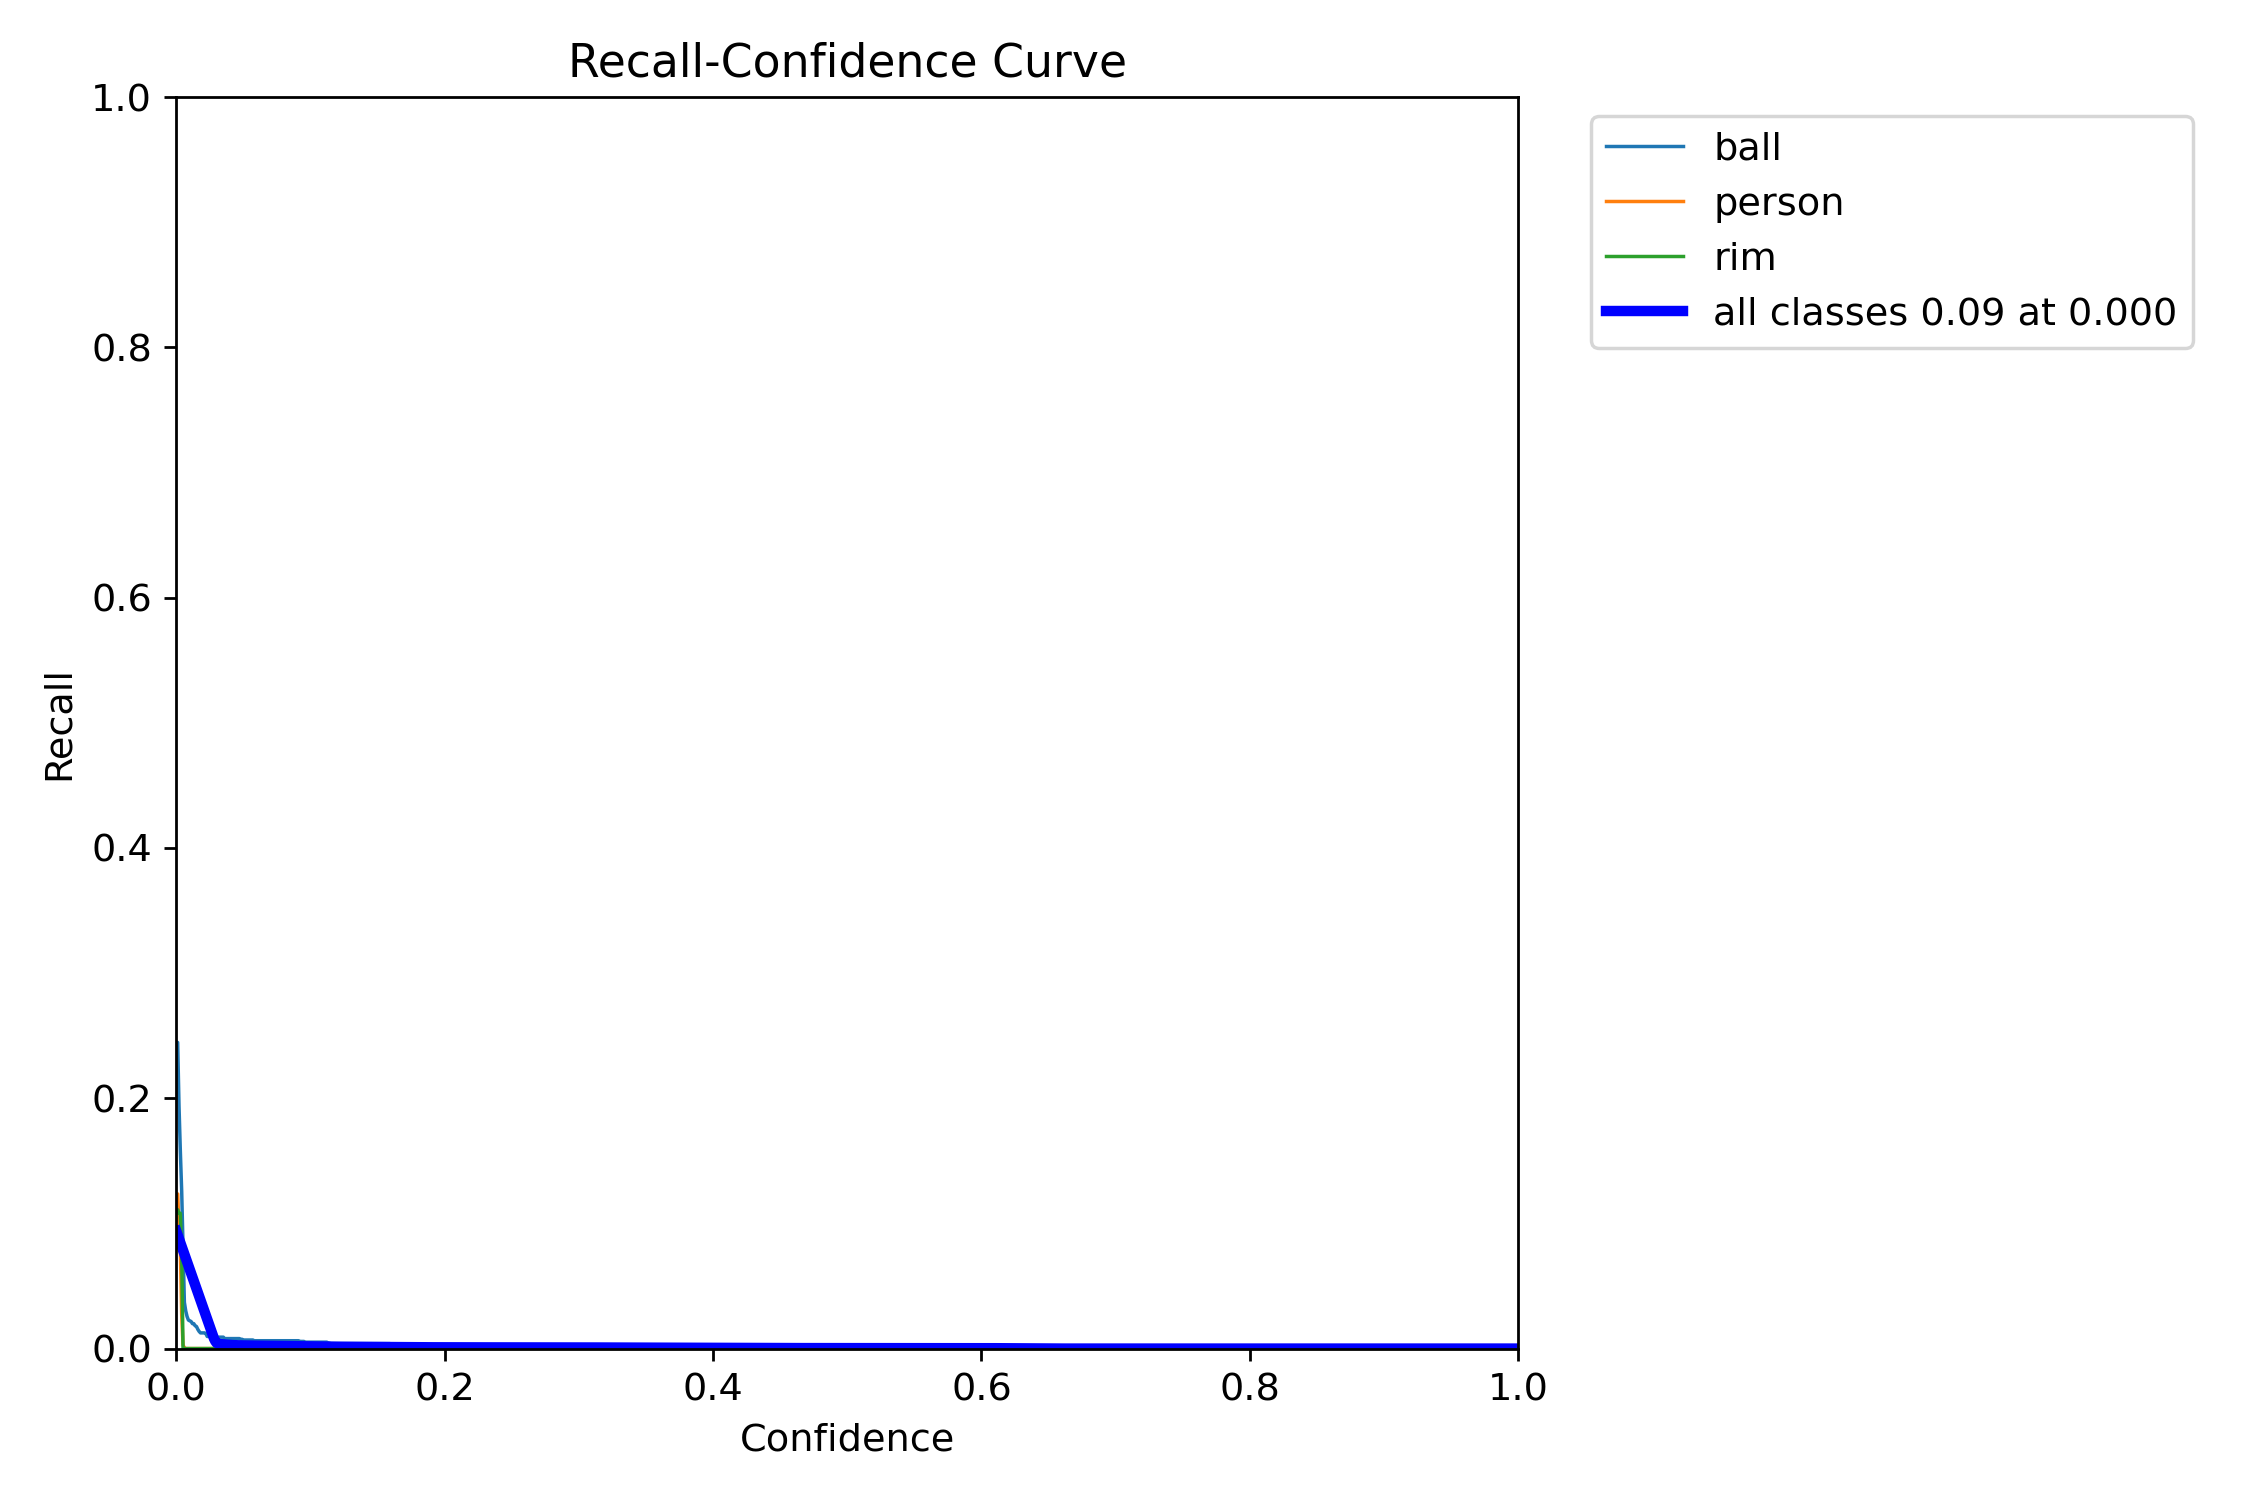 Recall-Confidence Curve
1.0
0.8
0.6
0.4
0.2
0.0
Recall
0.0 0.2 0.4 0.6 0.8 1.0
Confidence
ball
person
rim
all classes 0.09 at 0.000